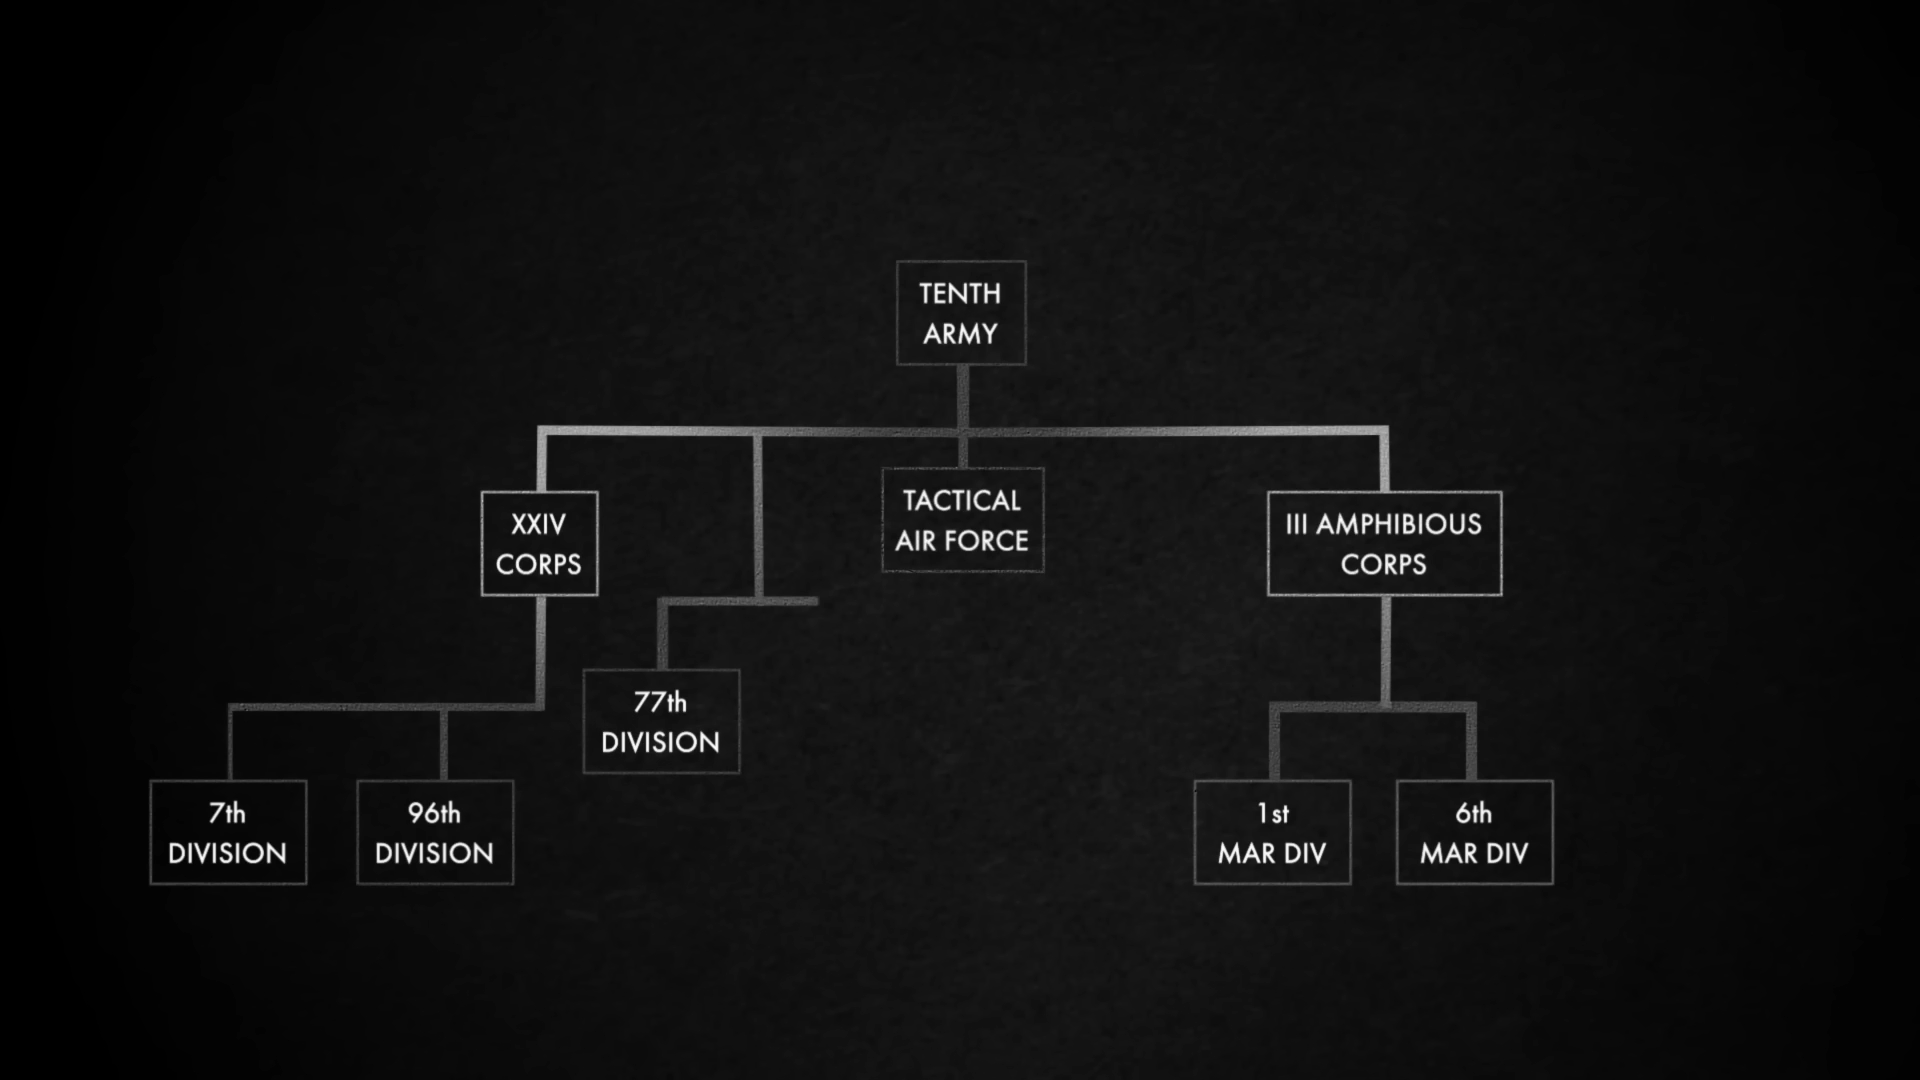 TENTH
ARMY
XXIV
CORPS
TACTICAL
AIR FORCE
III AMPHIBIOUS
CORPS
77th
DIVISION
7th
DIVISION
96th
DIVISION
1st
MAR DIV
6th
MAR DIV